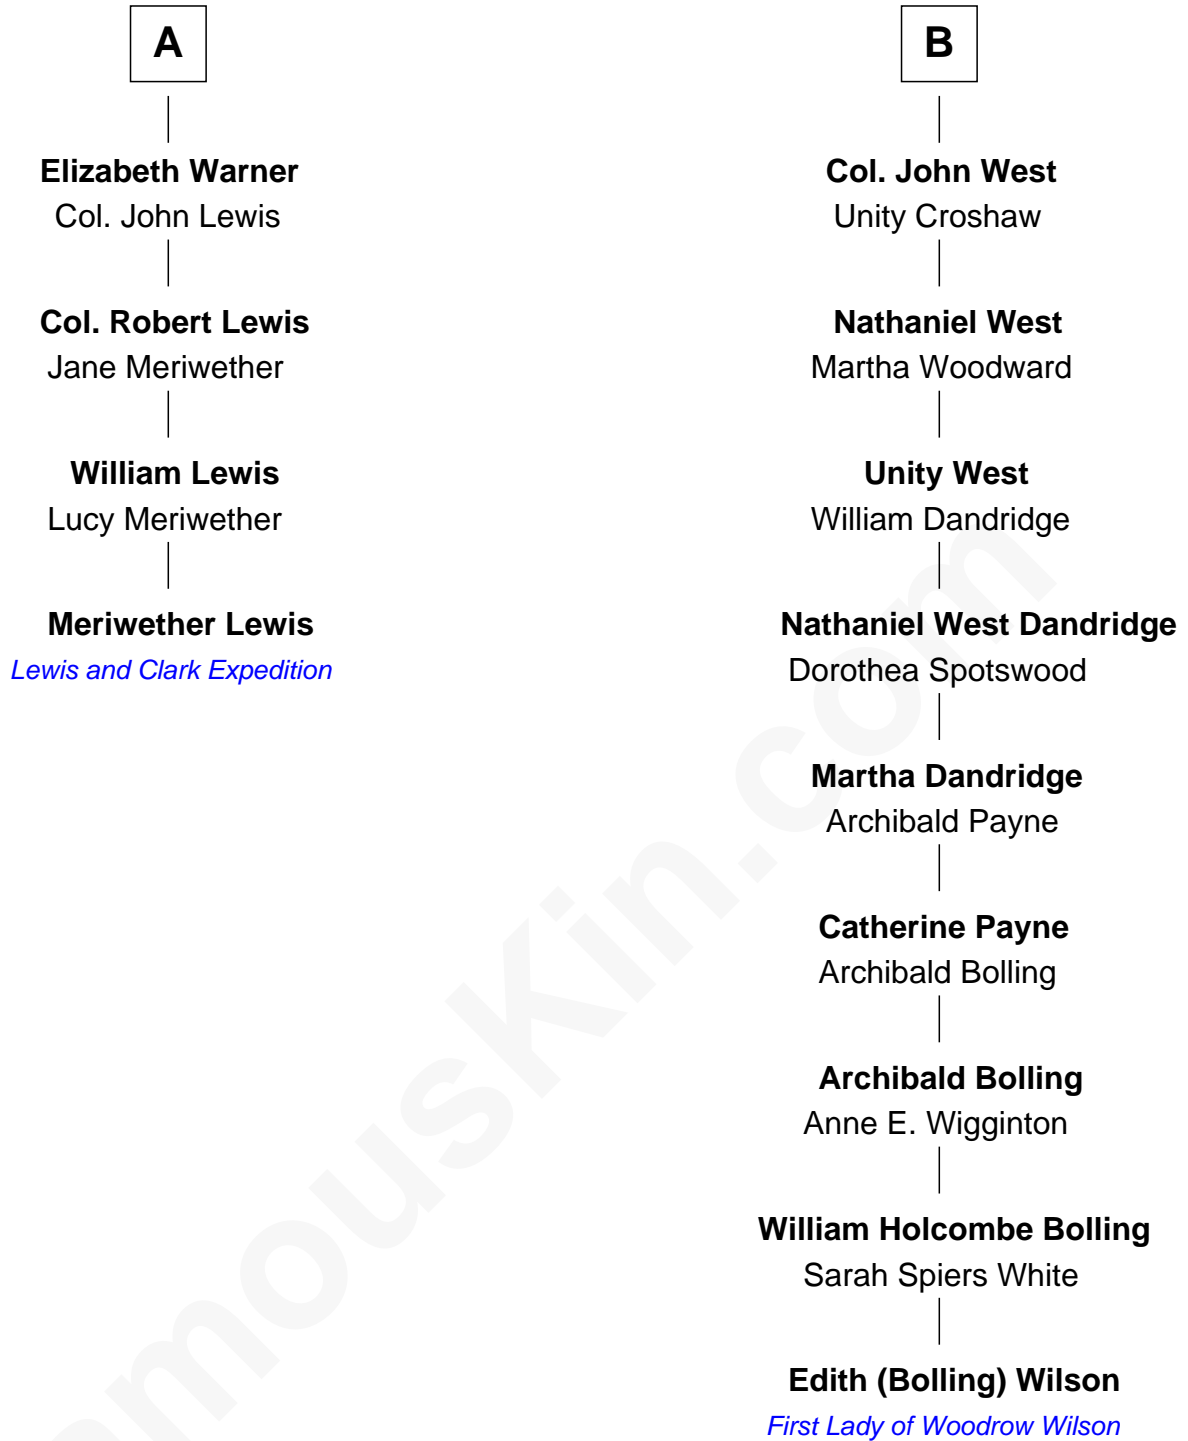 A
Elizabeth Warner
Col. John Lewis
Col. Robert Lewis
Jane Meriwether
William Lewis
Lucy Meriwether
Meriwether Lewis
Lewis and Clark Expedition
B
Col. John West
Unity Croshaw
Nathaniel West
Martha Woodward
Unity West
William Dandridge
Nathaniel West Dandridge
Dorothea Spotswood
Martha Dandridge
Archibald Payne
Catherine Payne
Archibald Bolling
Archibald Bolling
Anne E. Wigginton
William Holcombe Bolling
Sarah Spiers White
Edith (Bolling) Wilson
First Lady of Woodrow Wilson
amousKin.com